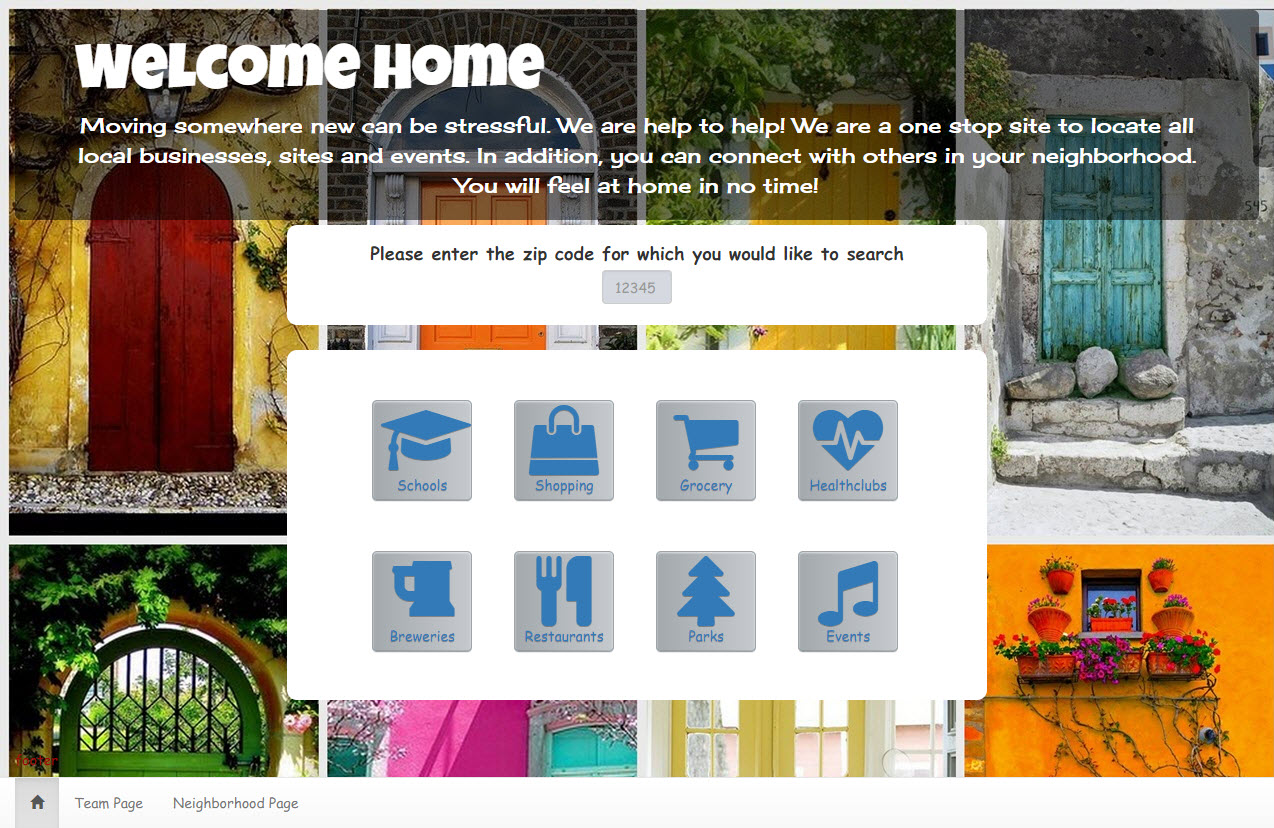 Welcome Home
Moving somewhere new can be stressful. We are help to help! We are a one stop site to locate all
local businesses, sites and events. In addition, you can connect with others in your neighborhood.
You will feel at home in no time!
545
Please enter the zip code for which you would like to search
12345
Schools Shopping Grocery Healthclubs
Breweries Restaurants Parks Events
footer
Team Page Neighborhood Page